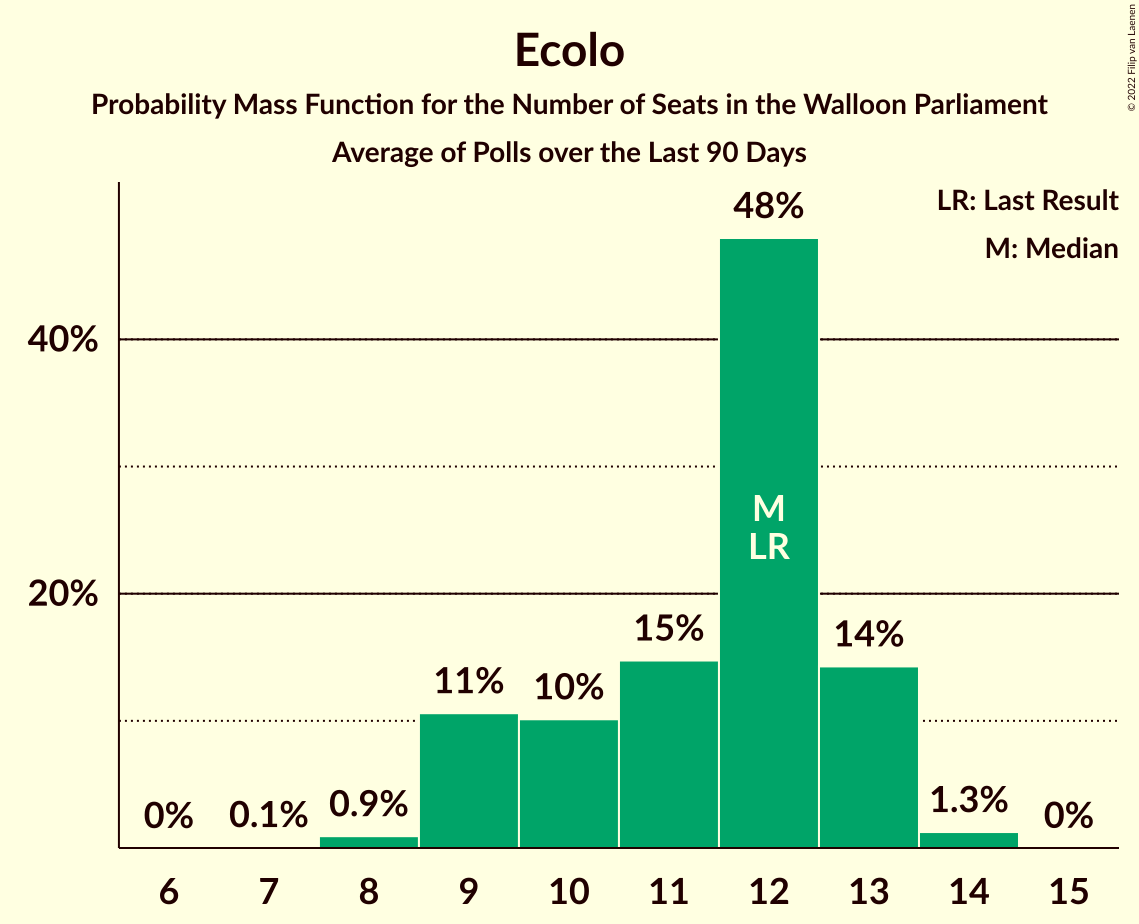 Ecolo
Probability Mass Function for the Number of Seats in the Walloon Parliament
Average of Polls over the Last 90 Days
© 2022 Filip van Laenen
LR: Last Result
M: Median
40%
20%
0%
0.1%
0.9%
11%
10%
15%
48%
14%
1.3%
0%
M
LR
6 7 8 9 10 11 12 13 14 15